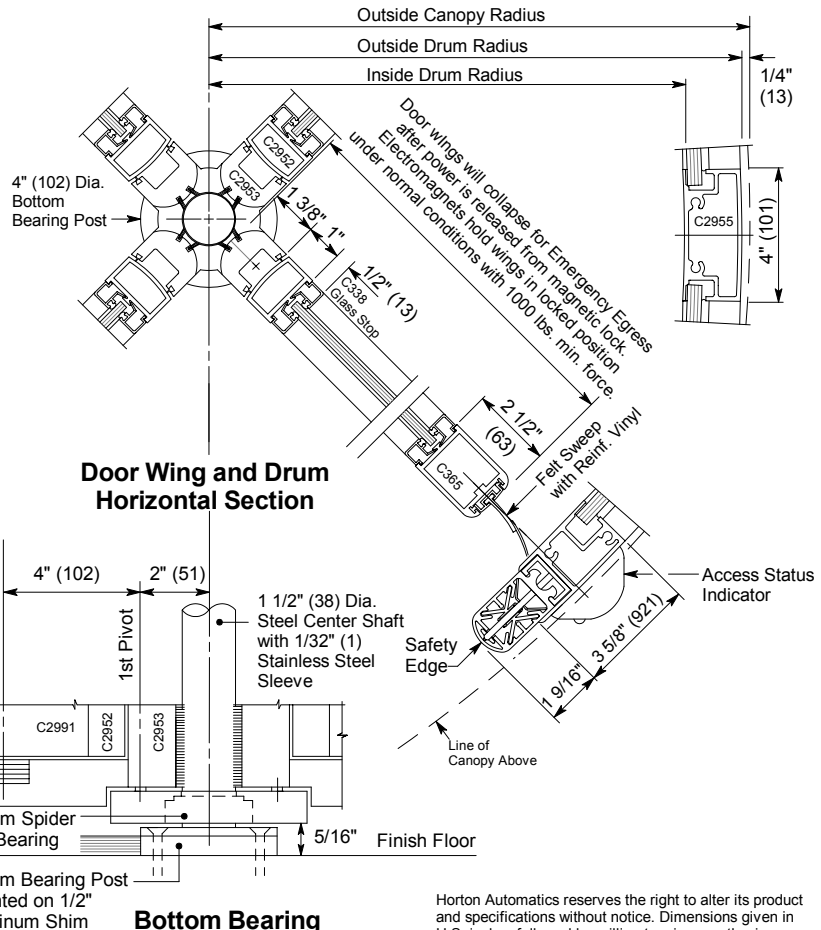 Outside Canopy Radius
Outside Drum Radius
Inside Drum Radius
1/4"
(13)
Door wings will collapse for Emergency Egress
after power is released from magnetic lock.
Electromagnets hold wings in locked position
under normal conditions with 1000 lbs. min. force.
C2952
C2953
4" (102) Dia.
Bottom
Bearing Post
1 3/8"
1"
1/2" (13)
C338
Glass Stop
C2955
4" (101)
2 1/2"
(63)
C365
Felt Sweep
with Reinf. Vinyl
Door Wing and Drum
Horizontal Section
Access Status
Indicator
Safety
Edge
3 5/8" (921)
1 9/16"
Line of
Canopy Above
4" (102)
2" (51)
1st Pivot
1 1/2" (38) Dia.
Steel Center Shaft
with 1/32" (1)
Stainless Steel
Sleeve
C2991
C2952
C2953
m Spider
Bearing
5/16"
Finish Floor
m Bearing Post
nted on 1/2"
inum Shim
Bottom Bearing
Horton Automatics reserves the right to alter its product
and specifications without notice. Dimensions given in